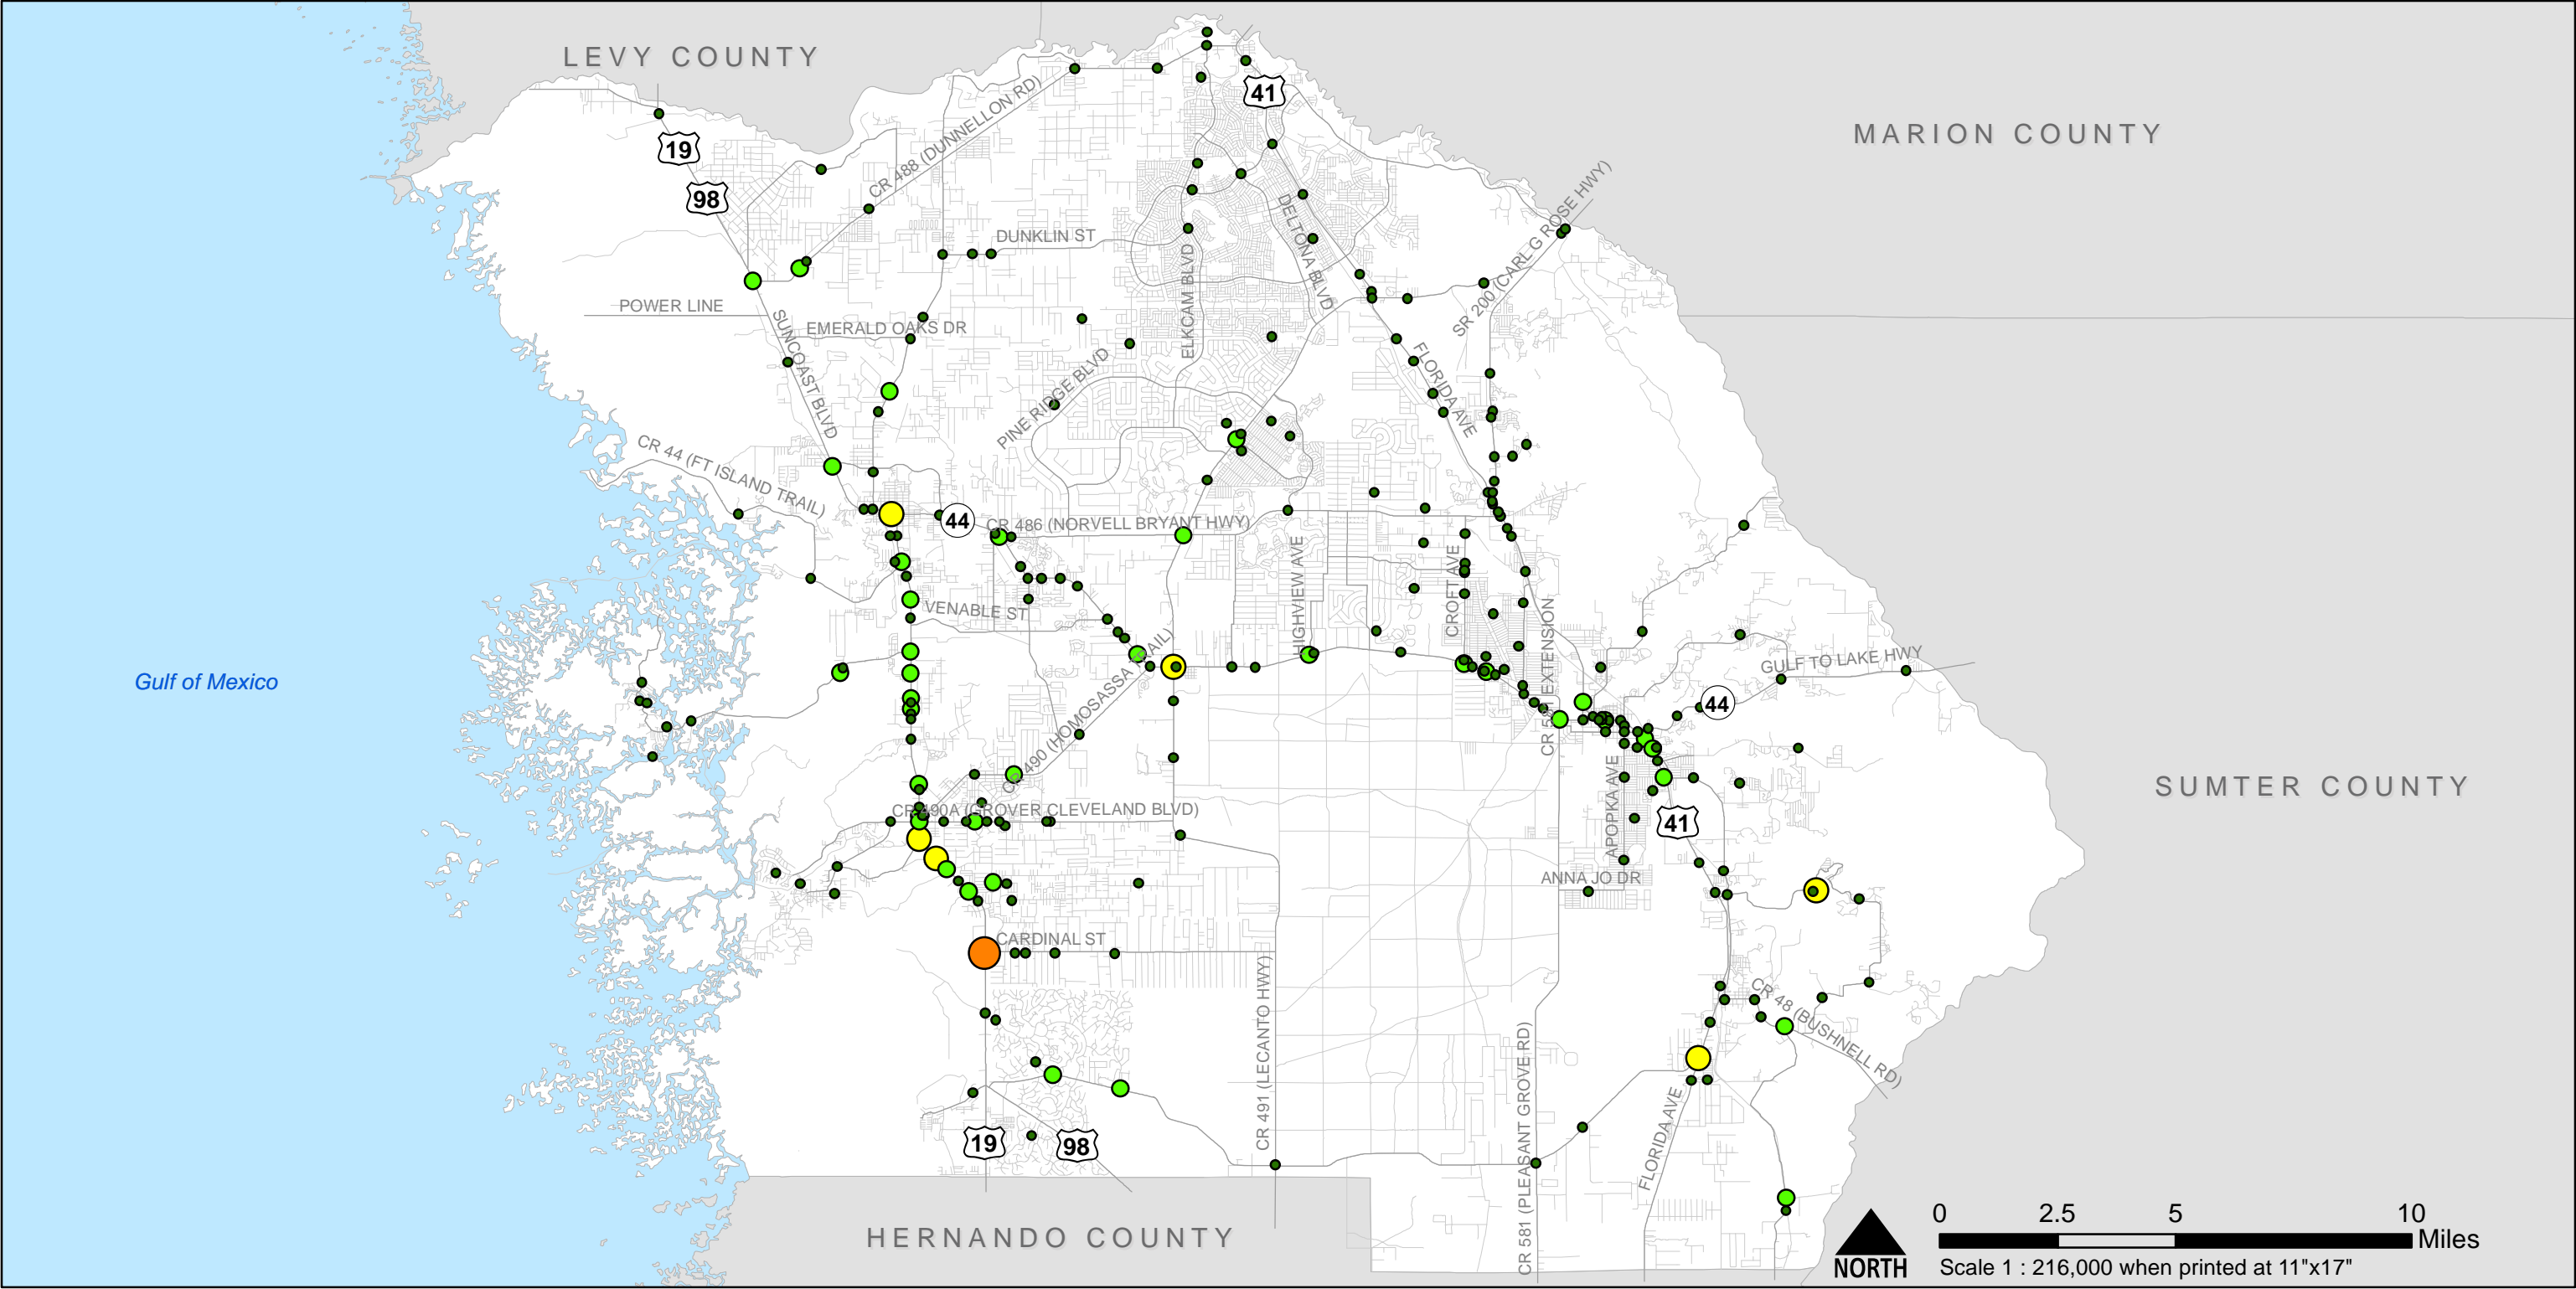 LEVY COUNTY
41
MARION COUNTY
19
98
CR 488 (DUNNELLON RD)
SR 200 (CARL G ROSE HWY)
DUNKLIN ST
DELTONA BLVD
ELKCAM BLVD
POWER LINE
EMERALD OAKS DR
SUNCOAST BLVD
PINE RIDGE BLVD
FLORIDA AVE
CR 44 (FT ISLAND TRAIL)
44
CR 486 (NORVELL BRYANT HWY)
HIGHVIEW AVE
CROFT AVE
VENABLE ST
CR 581 EXTENSION
Gulf of Mexico
GULF TO LAKE HWY
44
CR 490 (HOMOSASSA TRAIL)
SUMTER COUNTY
CR 490A (GROVER CLEVELAND BLVD)
APOPKA AVE
41
ANNA JO DR
CARDINAL ST
CR 491 (LECANTO HWY)
CR 48 (BUSHNELL RD)
CR 581 (PLEASANT GROVE RD)
FLORIDA AVE
19
98
HERNANDO COUNTY
NORTH
0 2.5 5 10
Miles
Scale 1 : 216,000 when printed at 11"x17"